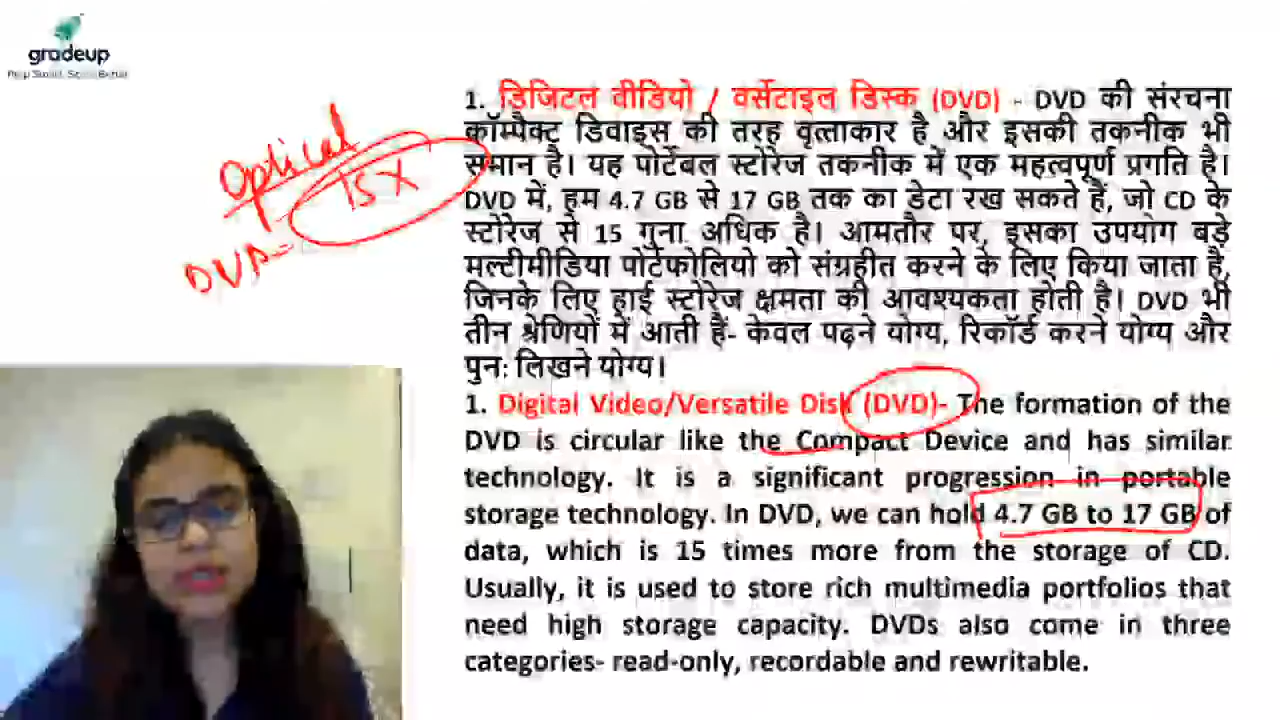 gradeup
Optical
15X
DVD=
1. डिजिटल वीडियो / वर्सेटाइल डिस्क (DVD) - DVD की संरचना
कॉम्पैक्ट डिवाइस की तरह वृत्ताकार है और इसकी तकनीक भी
समान है। यह पोर्टेबल स्टोरेज तकनीक में एक महत्वपूर्ण प्रगति है।
DVD में, हम 4.7 GB से 17 GB तक का डेटा रख सकते हैं, जो CD के
स्टोरेज से 15 गुना अधिक है। आमतौर पर, इसका उपयोग बड़े
मल्टीमीडिया पोर्टफोलियो को संग्रहीत करने के लिए किया जाता है,
जिनके लिए हाई स्टोरेज क्षमता की आवश्यकता होती है। DVD भी
तीन श्रेणियों में आती हैं- केवल पढ़ने योग्य, रिकॉर्ड करने योग्य और
पुन: लिखने योग्य।
1. Digital Video/Versatile Disk (DVD)- The formation of the
DVD is circular like the Compact Device and has similar
technology. It is a significant progression in portable
storage technology. In DVD, we can hold 4.7 GB to 17 GB of
data, which is 15 times more from the storage of CD.
Usually, it is used to store rich multimedia portfolios that
need high storage capacity. DVDs also come in three
categories- read-only, recordable and rewritable.